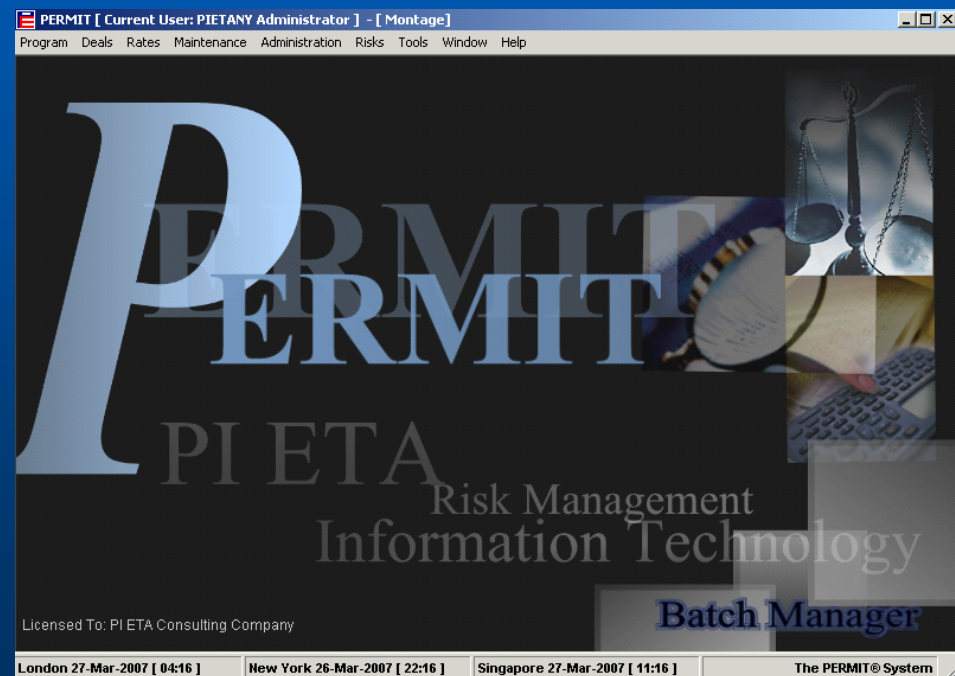 PERMIT [ Current User: PIETANY Administrator ] - [ Montage]
Program Deals Rates Maintenance Administration Risks Tools Window Help
P
ERMIT
ERMIT
PI ETA
Risk Management
Information Technology
Batch Manager
Licensed To: PI ETA Consulting Company
London 27-Mar-2007 [ 04:16 ] New York 26-Mar-2007 [ 22:16 ] Singapore 27-Mar-2007 [ 11:16 ] The PERMIT® System